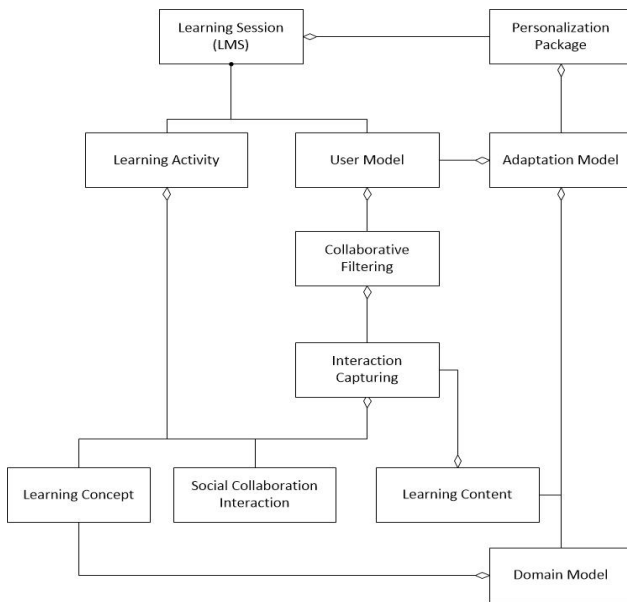 Learning Session
(LMS)
Personalization
Package
Learning Activity
User Model
Adaptation Model
Collaborative
Filtering
Interaction
Capturing
Learning Concept
Social Collaboration
Interaction
Learning Content
Domain Model